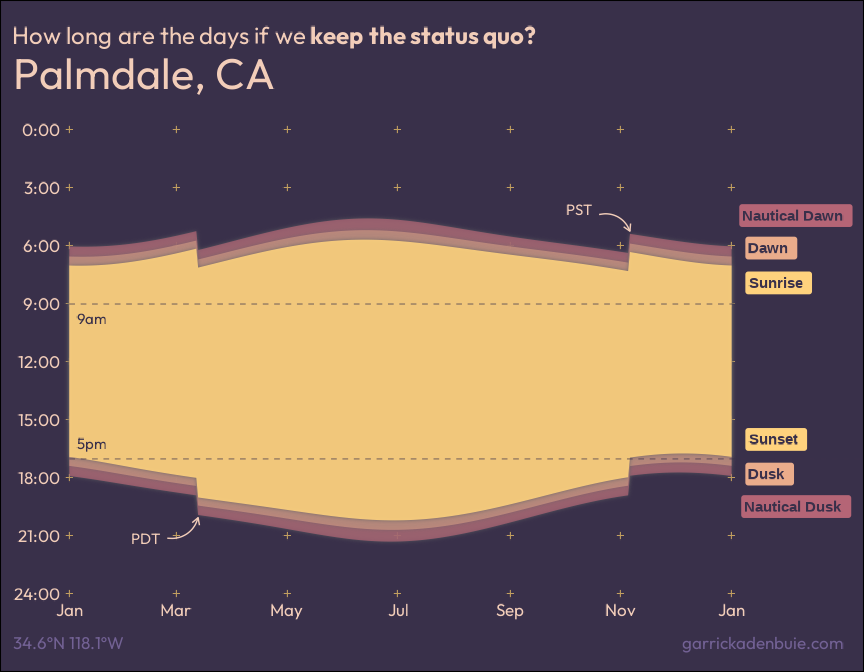 How long are the days if we keep the status quo?
Palmdale, CA
0:00
3:00
PST
Nautical Dawn
6:00
Dawn
Sunrise
9:00
9am
12:00
15:00
5pm
Sunset
18:00
Dusk
Nautical Dusk
21:00
PDT
24:00
Jan Mar May Jul Sep Nov Jan
34.6°N 118.1°W
garrickadenbuie.com